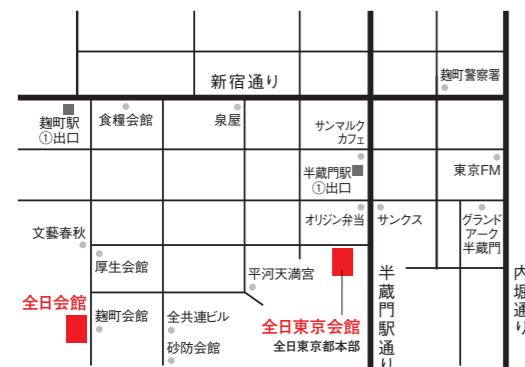 新宿通り
麹町警察署
麹町駅
①出口
食糧会館
泉屋
サンマルク
カフェ
半蔵門駅
①出口
東京FM
オリジン弁当
サンクス
グランド
アーク
半蔵門
文藝春秋
厚生会館
平河天満宮
半蔵門駅通り
内堀通り
全日会館
麹町会館
全共連ビル
砂防会館
全日東京会館
全日東京都本部